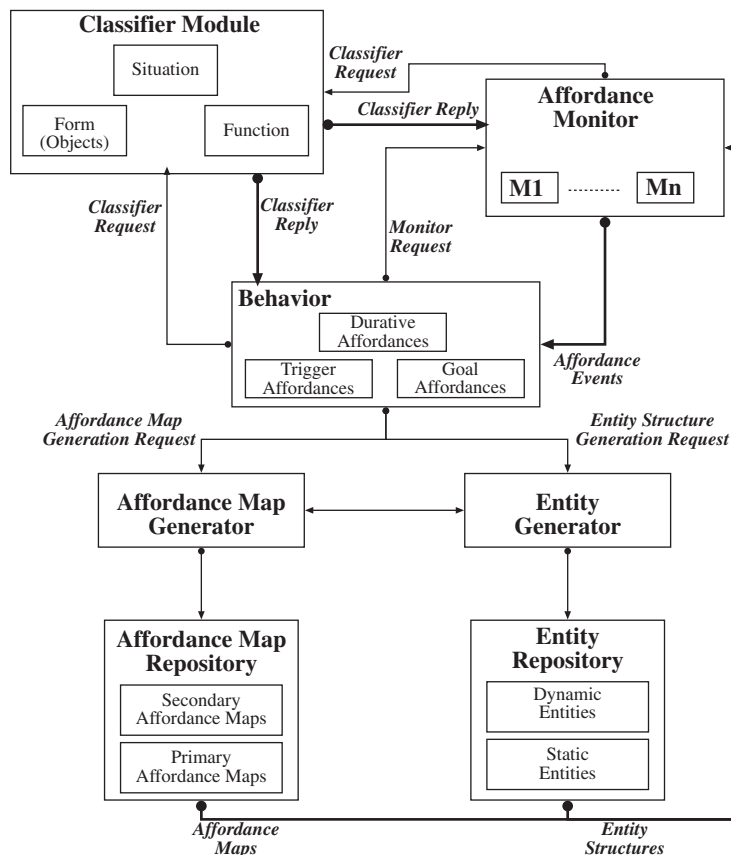 Classifier Module
Situation
Form
(Objects)
Function
Classifier
Request
Classifier Reply
Affordance
Monitor
M1
Mn
Classifier
Request
Classifier
Reply
Monitor
Request
Behavior
Durative
Affordances
Trigger
Affordances
Goal
Affordances
Affordance
Events
Affordance Map
Generation Request
Entity Structure
Generation Request
Affordance Map
Generator
Entity
Generator
Affordance Map
Repository
Secondary
Affordance Maps
Primary
Affordance Maps
Entity
Repository
Dynamic
Entities
Static
Entities
Affordance
Maps
Entity
Structures